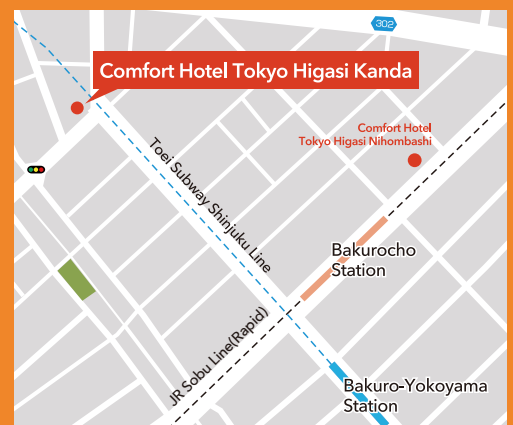 302
Comfort Hotel Tokyo Higasi Kanda
Comfort Hotel
Tokyo Higasi Nihombashi
Toei Subway Shinjuku Line
Bakurocho
Station
JR Sobu Line(Rapid)
Bakuro-Yokoyama
Station